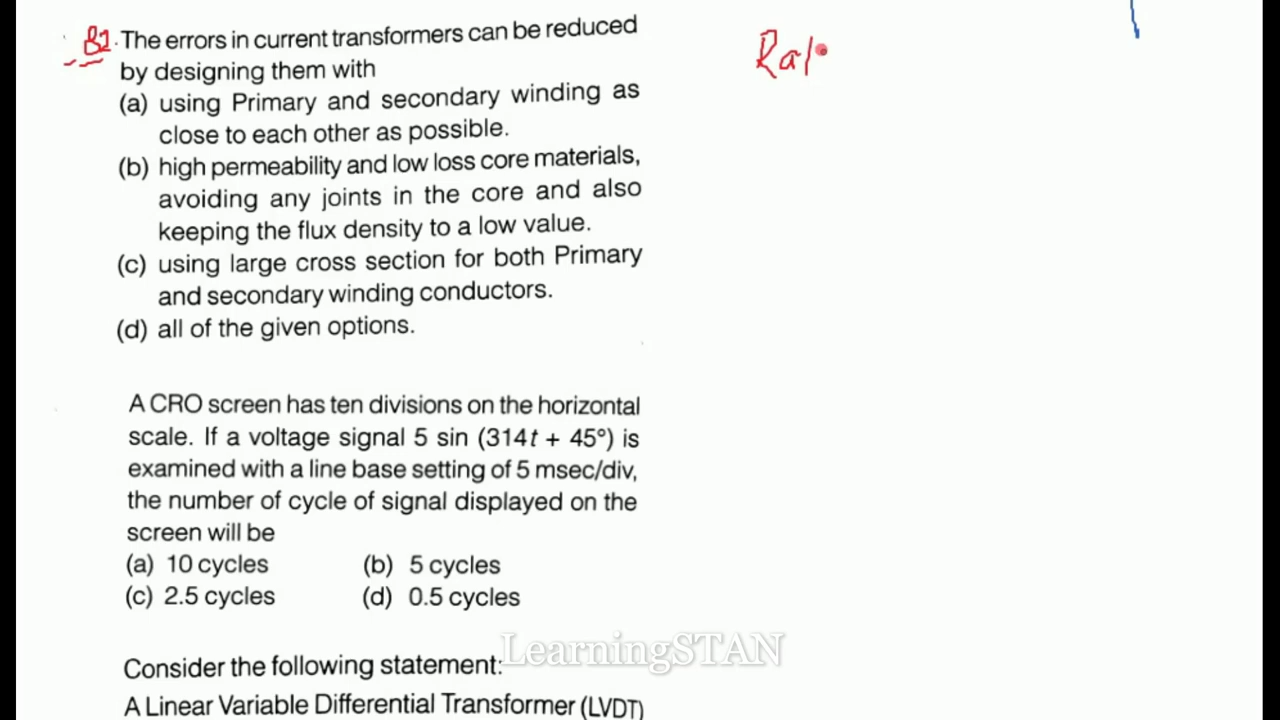 B1. The errors in current transformers can be reduced
by designing them with
(a) using Primary and secondary winding as
close to each other as possible.
(b) high permeability and low loss core materials,
avoiding any joints in the core and also
keeping the flux density to a low value.
(c) using large cross section for both Primary
and secondary winding conductors.
(d) all of the given options.
A CRO screen has ten divisions on the horizontal
scale. If a voltage signal 5 sin (314t + 45°) is
examined with a line base setting of 5 msec/div,
the number of cycle of signal displayed on the
screen will be
(a) 10 cycles (b) 5 cycles
(c) 2.5 cycles (d) 0.5 cycles
Consider the following statement:
A Linear Variable Differential Transformer (LVDT)
LearningSTAN